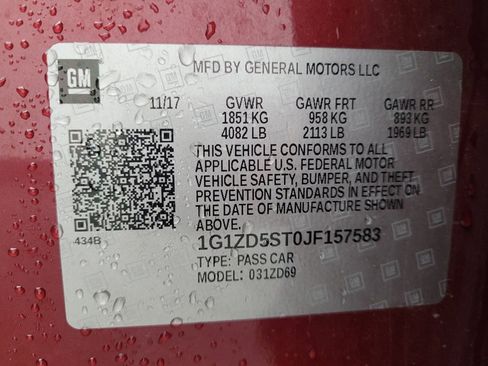 GM
MFD BY GENERAL MOTORS LLC
11/17 GVWR GAWR FRT GAWR RR
1851 KG 958 KG 893 KG
4082 LB 2113 LB 1969 LB
THIS VEHICLE CONFORMS TO ALL
APPLICABLE U.S. FEDERAL MOTOR
VEHICLE SAFETY, BUMPER, AND THEFT
PREVENTION STANDARDS IN EFFECT ON
THE DATE OF MANUFACTURE SHOWN
ABOVE.
434B
1G1ZD5ST0JF157583
TYPE: PASS CAR
MODEL: 031ZD69